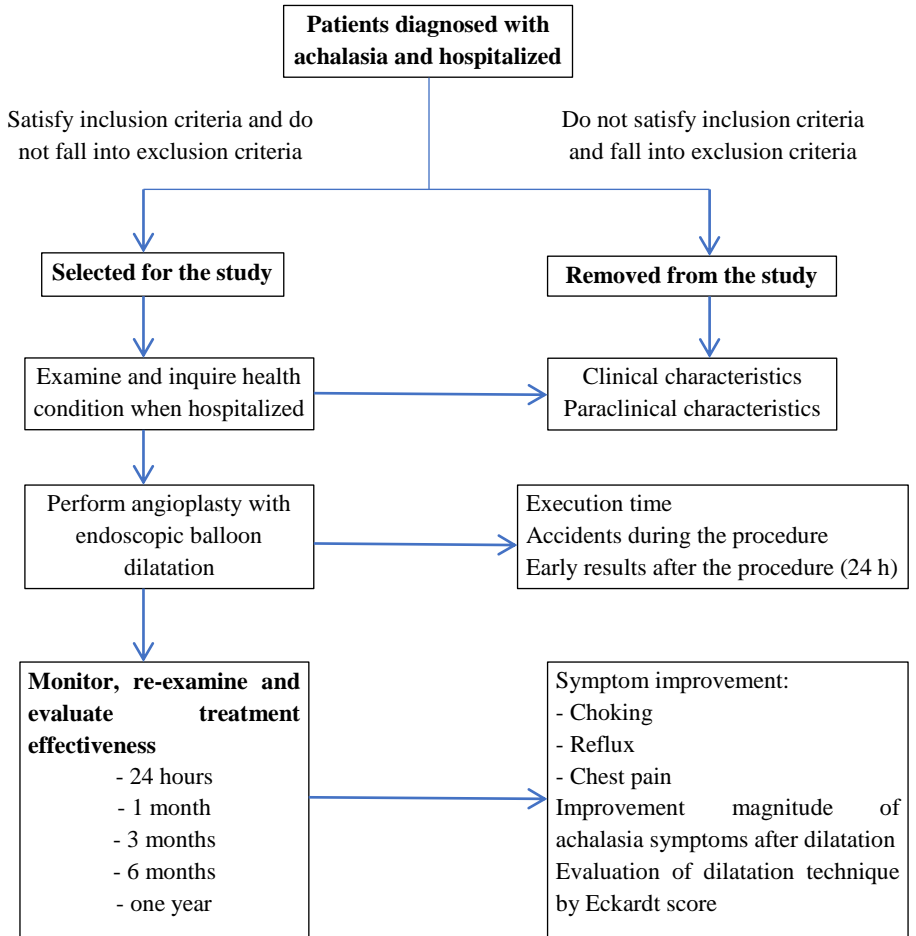 Patients diagnosed with
achalasia and hospitalized
Satisfy inclusion criteria and do
not fall into exclusion criteria
Do not satisfy inclusion criteria
and fall into exclusion criteria
Selected for the study
Removed from the study
Examine and inquire health
condition when hospitalized
Clinical characteristics
Paraclinical characteristics
Perform angioplasty with
endoscopic balloon
dilatation
Execution time
Accidents during the procedure
Early results after the procedure (24 h)
Monitor, re-examine and
evaluate treatment
effectiveness
- 24 hours
- 1 month
- 3 months
- 6 months
- one year
Symptom improvement:
- Choking
- Reflux
- Chest pain
Improvement magnitude of
achalasia symptoms after dilatation
Evaluation of dilatation technique
by Eckardt score